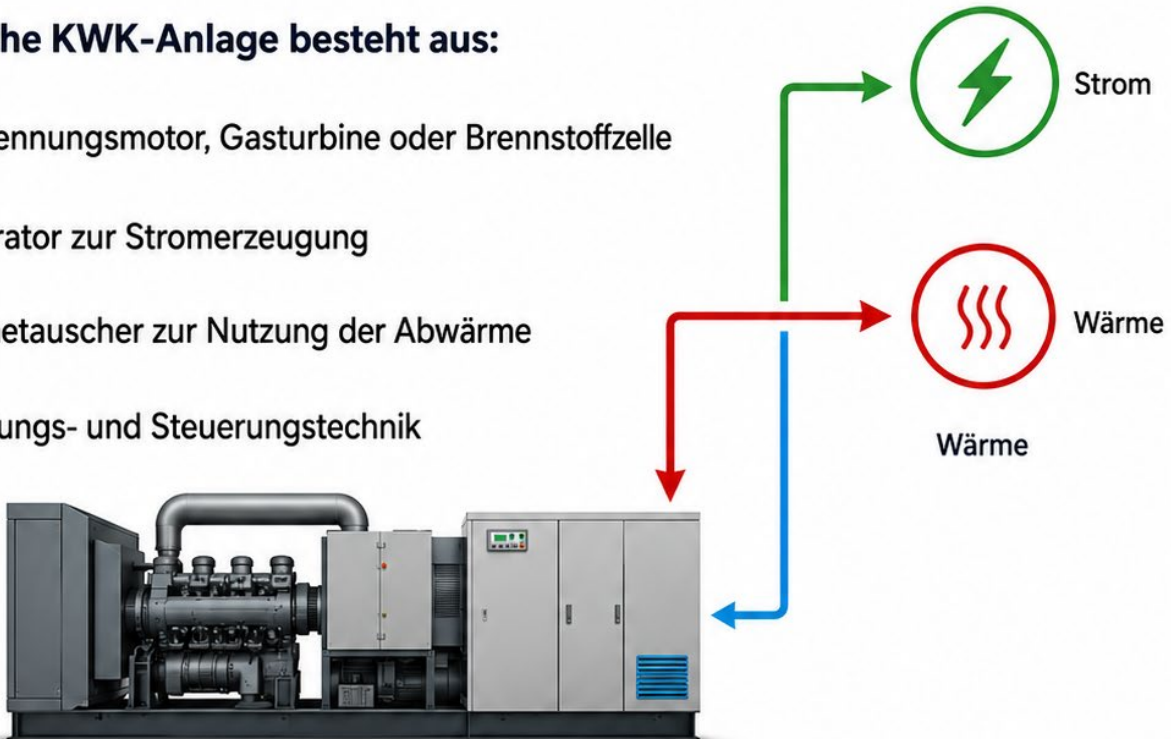 he KWK-Anlage besteht aus:
ennungsmotor, Gasturbine oder Brennstoffzelle
rator zur Stromerzeugung
etauscher zur Nutzung der Abwärme
ungs- und Steuerungstechnik
Strom
Wärme
Wärme